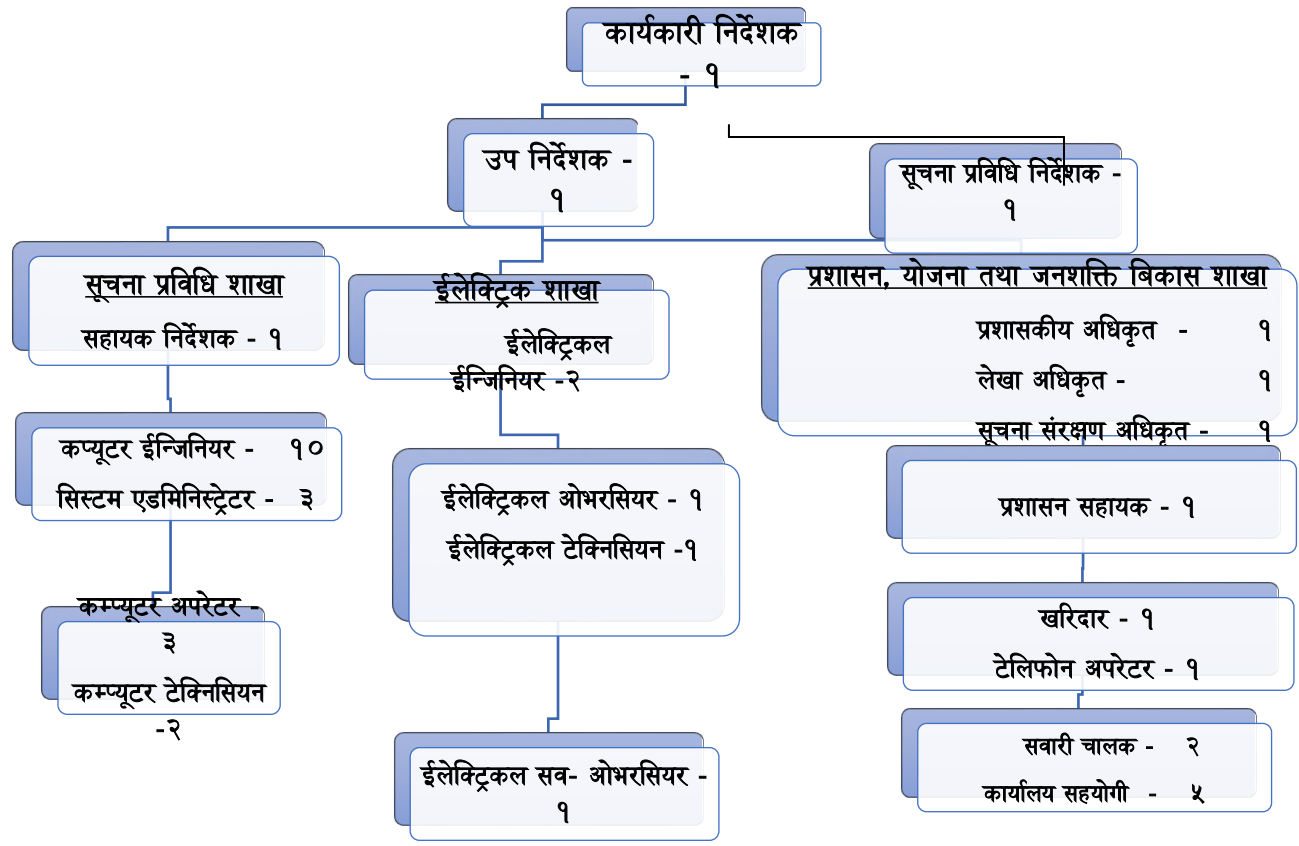 कार्यकारी निर्देशक
- १
उप निर्देशक -
१
सूचना प्रविधि निर्देशक -
१
सूचना प्रविधि शाखा
सहायक निर्देशक - १
ईलेक्ट्रिक शाखा
ईलेक्ट्रिकल
ईन्जिनियर -२
प्रशासन, योजना तथा जनशक्ति बिकास शाखा
प्रशासकीय अधिकृत - १
लेखा अधिकृत - १
सूचना संरक्षण अधिकृत - १
कप्यूटर ईन्जिनियर - १०
सिस्टम एडमिनिस्ट्रेटर - ३
ईलेक्ट्रिकल ओभरसियर - १
ईलेक्ट्रिकल टेक्निसियन -१
प्रशासन सहायक - १
कम्प्यूटर अपरेटर -
३
कम्प्यूटर टेक्निसियन
-२
खरिदार - १
टेलिफोन अपरेटर - १
ईलेक्ट्रिकल सव- ओभरसियर -
१
सवारी चालक - २
कार्यालय सहयोगी - ५